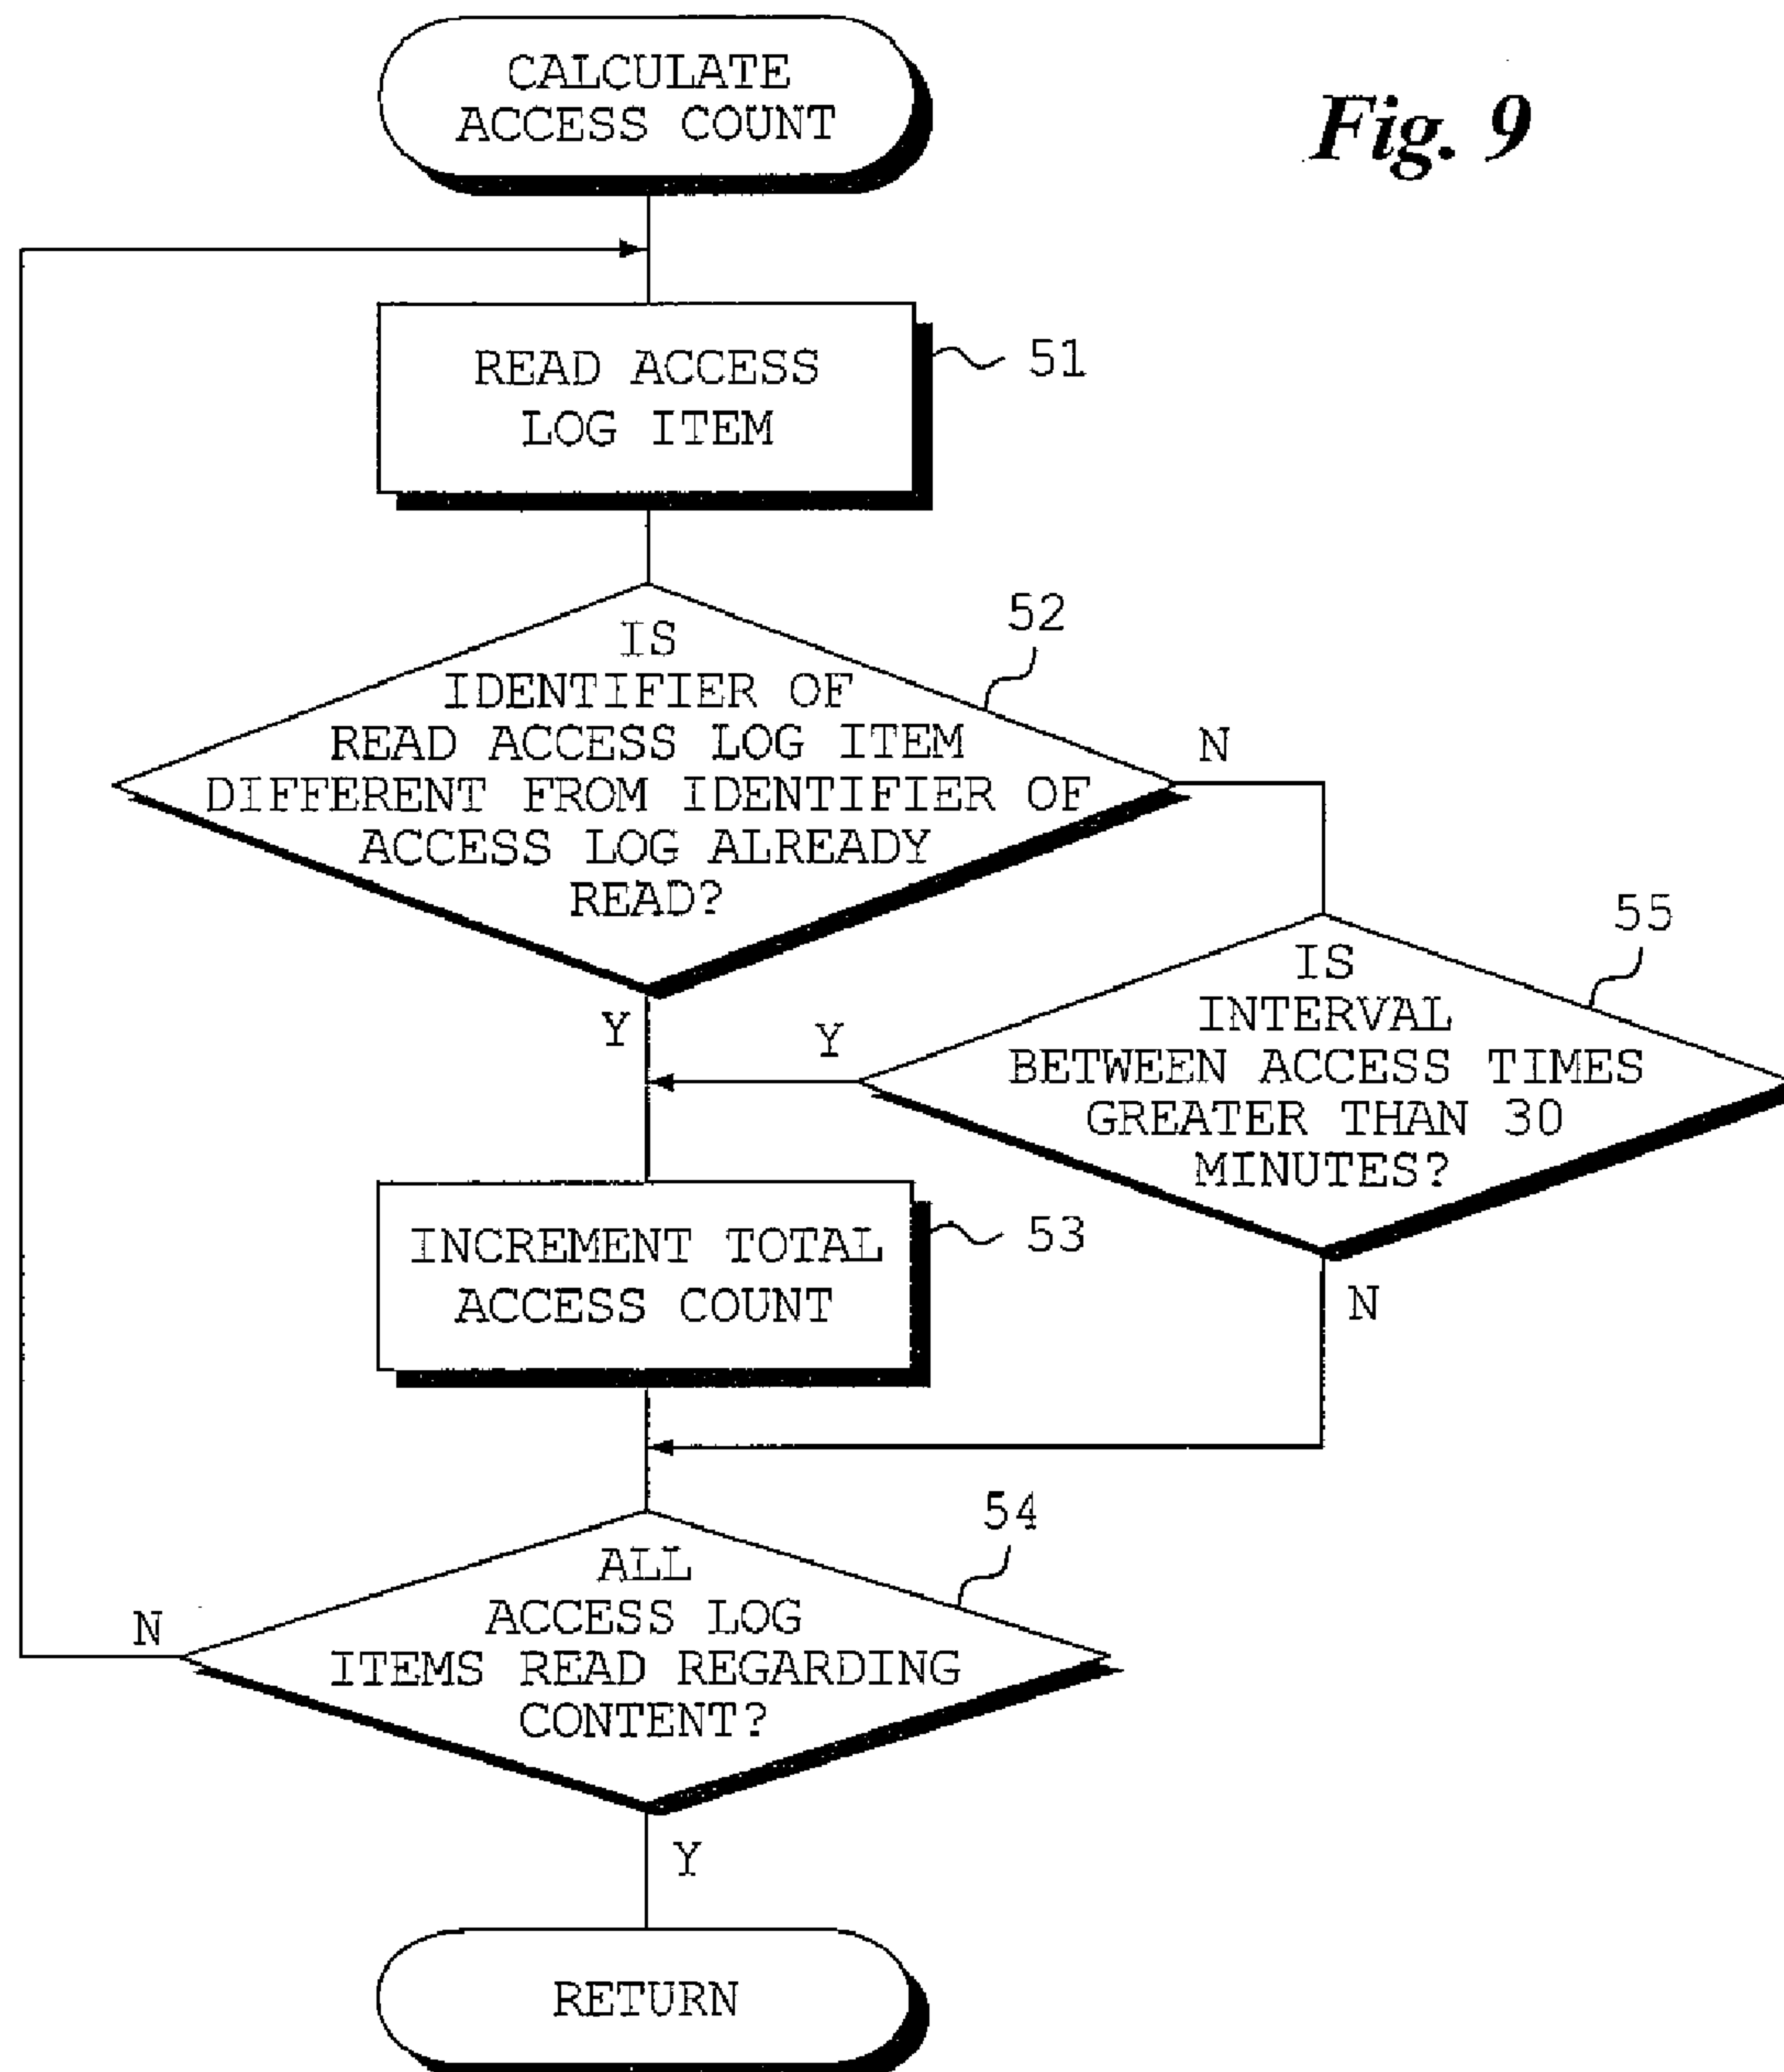 CALCULATE
ACCESS COUNT
Fig. 9
READ ACCESS
LOG ITEM
51
52
IS
IDENTIFIER OF
READ ACCESS LOG ITEM
DIFFERENT FROM IDENTIFIER OF
ACCESS LOG ALREADY
READ?
N
Y
55
IS
INTERVAL
BETWEEN ACCESS TIMES
GREATER THAN 30
MINUTES?
Y
N
INCREMENT TOTAL
ACCESS COUNT
53
54
ALL
ACCESS LOG
ITEMS READ REGARDING
CONTENT?
N
Y
RETURN